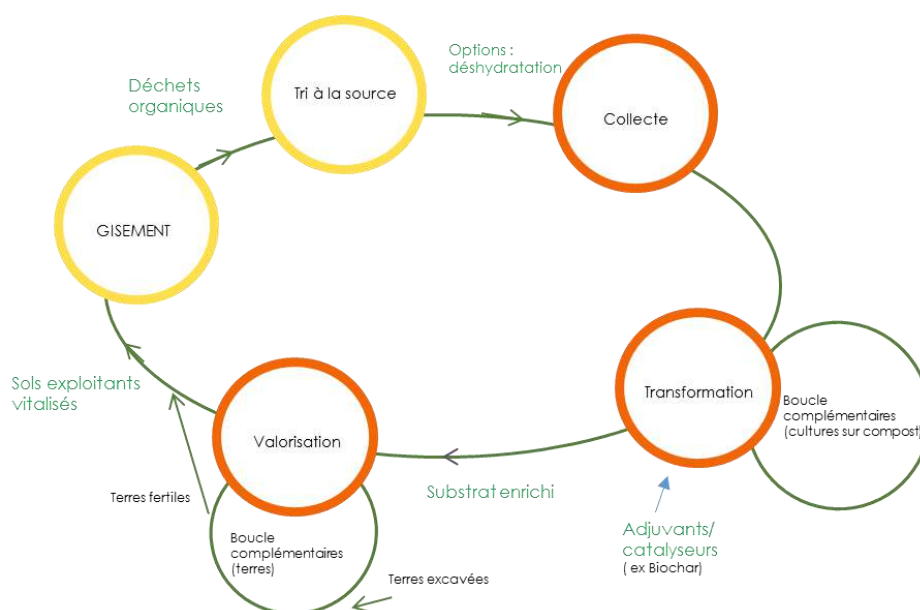 Options :
déshydratation
Déchets
organiques
Tri à la source
Collecte
GISEMENT
Sols exploitants
vitalisés
Transformation
Boucle
complémentaires
(cultures sur compost)
Valorisation
Substrat enrichi
Terres fertiles
Adjuvants/
catalyseurs
( ex Biochar)
Boucle
complémentaires
(terres)
Terres excavées